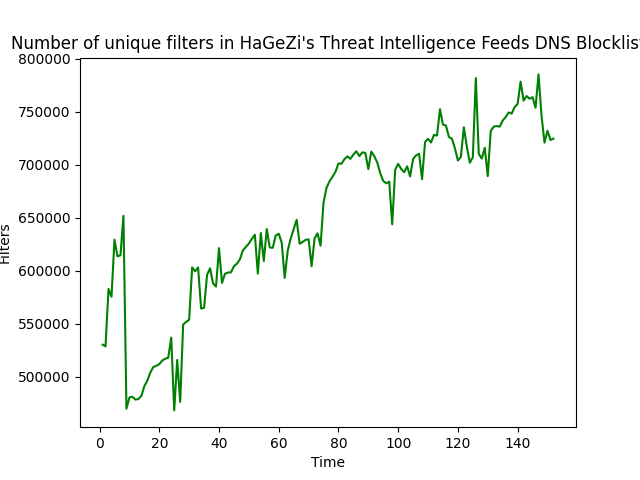 Number of unique filters in HaGeZi's Threat Intelligence Feeds DNS Blocklist
800000
750000
700000
650000
600000
550000
500000
Filters
0 20 40 60 80 100 120 140
Time